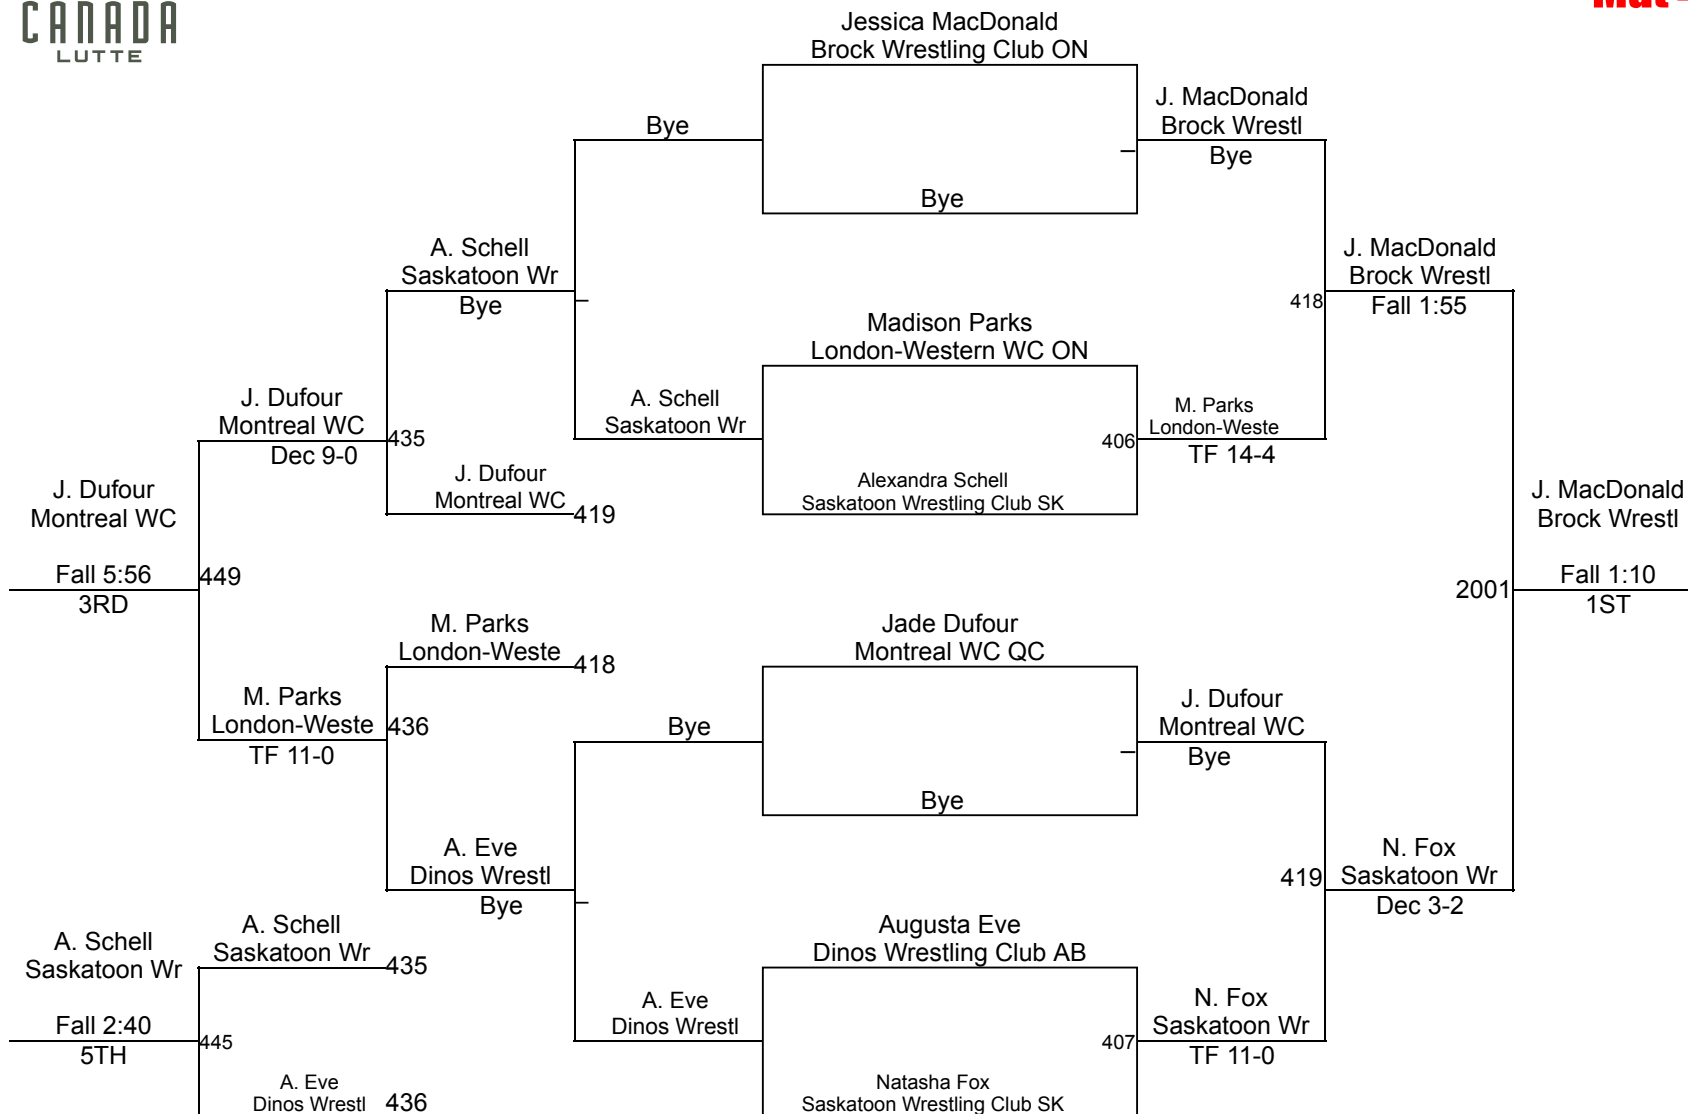 CANADA
LUTTE
Jessica MacDonald
Brock Wrestling Club ON
J. MacDonald
Brock Wrestl
Bye
Bye
Bye
A. Schell
Saskatoon Wr
Bye
J. MacDonald
Brock Wrestl
418
Fall 1:55
Madison Parks
London-Western WC ON
J. Dufour
Montreal WC
435
Dec 9-0
A. Schell
Saskatoon Wr
M. Parks
London-Weste
406
TF 14-4
J. Dufour
Montreal WC
419
Alexandra Schell
Saskatoon Wrestling Club SK
J. Dufour
Montreal WC
J. MacDonald
Brock Wrestl
Fall 5:56
449
3RD
2001
Fall 1:10
1ST
M. Parks
London-Weste
418
Jade Dufour
Montreal WC QC
M. Parks
London-Weste
436
TF 11-0
Bye
J. Dufour
Montreal WC
Bye
Bye
A. Eve
Dinos Wrestl
Bye
419
N. Fox
Saskatoon Wr
Dec 3-2
A. Schell
Saskatoon Wr
A. Schell
Saskatoon Wr
435
Augusta Eve
Dinos Wrestling Club AB
A. Eve
Dinos Wrestl
N. Fox
Saskatoon Wr
407
TF 11-0
Fall 2:40
445
5TH
A. Eve
Dinos Wrestl
436
Natasha Fox
Saskatoon Wrestling Club SK